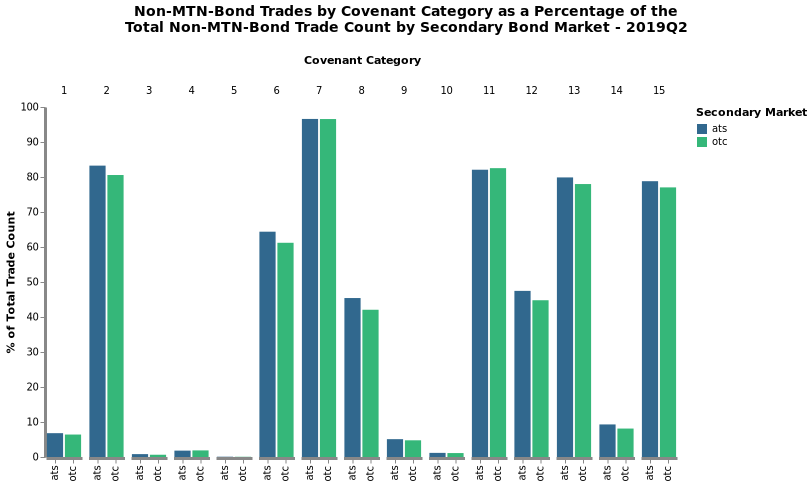 Non-MTN-Bond Trades by Covenant Category as a Percentage of the
Total Non-MTN-Bond Trade Count by Secondary Bond Market - 2019Q2
Covenant Category
1 2 3 4 5 6 7 8 9 10 11 12 13 14 15
Secondary Market
ats
otc
% of Total Trade Count
100
90
80
70
60
50
40
30
20
10
0
ats otc ats otc ats otc ats otc ats otc ats otc ats otc ats otc ats otc ats otc ats otc ats otc ats otc ats otc ats otc